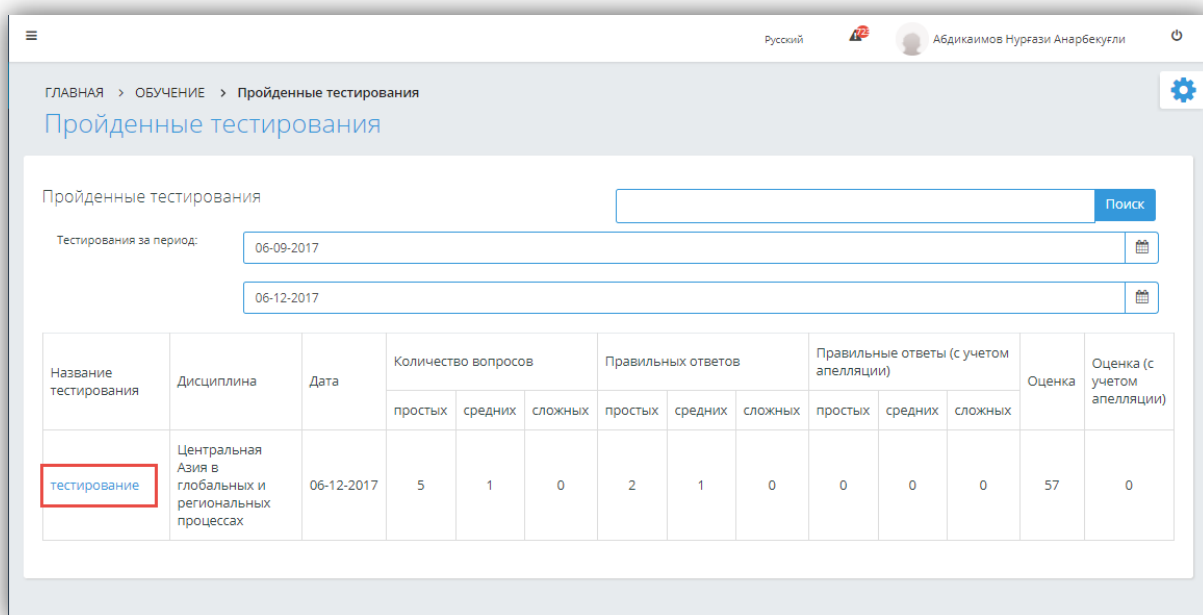 Русский
723
Абдикаимов Нурғази Анарбекуғли
ГЛАВНАЯ > ОБУЧЕНИЕ > Пройденные тестирования
Пройденные тестирования
Пройденные тестирования
Поиск
Тестирования за период:
06-09-2017
06-12-2017
Название тестирования
Дисциплина
Дата
Количество вопросов
Правильных ответов
Правильные ответы (с учетом апелляции)
Оценка
Оценка (с учетом апелляции)
простых средних сложных простых средних сложных простых средних сложных
тестирование
Центральная
Азия в
глобальных и
региональных
процессах
06-12-2017 5 1 0 2 1 0 0 0 0 57 0